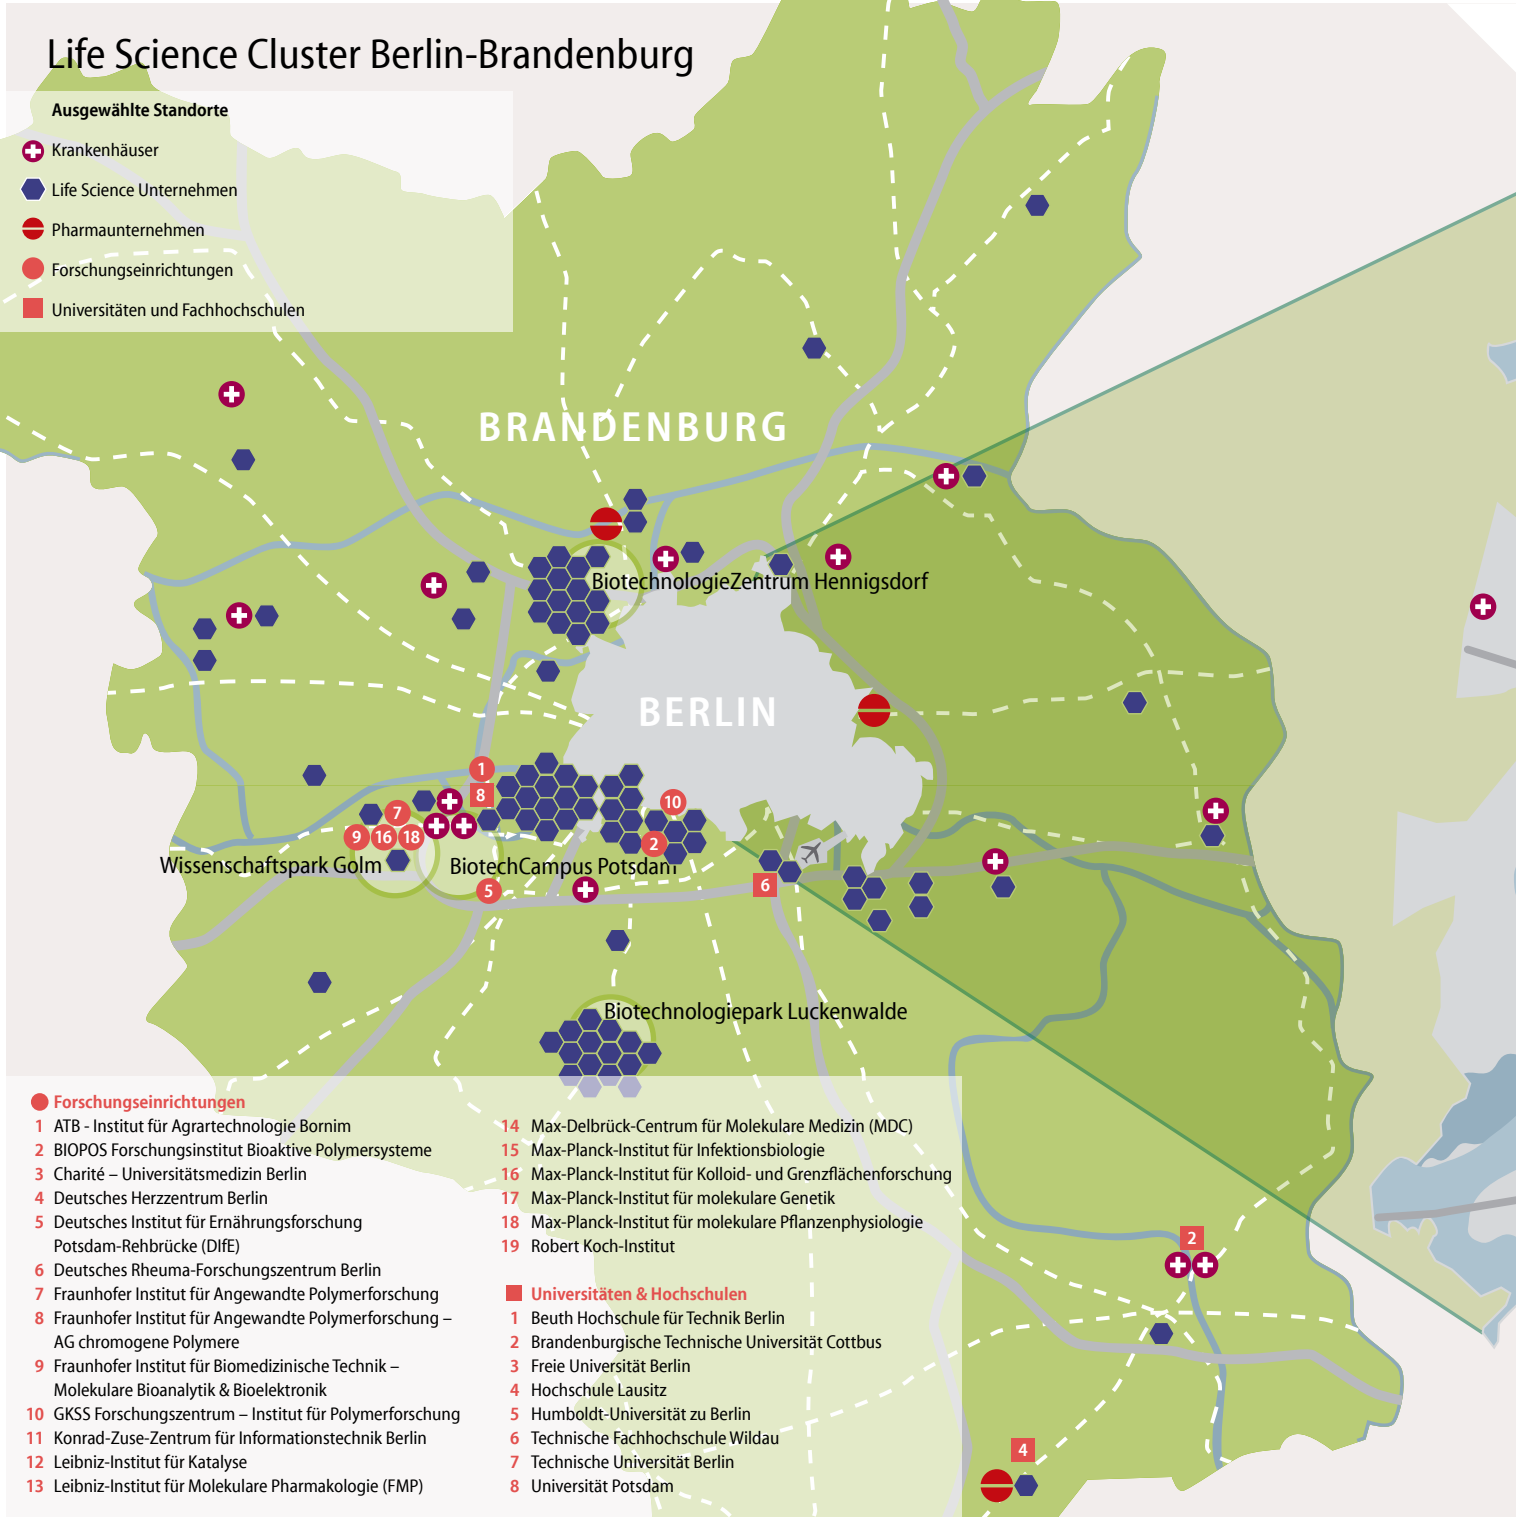 Life Science Cluster Berlin-Brandenburg
Ausgewählte Standorte
Krankenhäuser
Life Science Unternehmen
Pharmaunternehmen
Forschungseinrichtungen
Universitäten und Fachhochschulen
BRANDENBURG
BiotechnologieZentrum Hennigsdorf
BERLIN
1
8
10
7
9 16 18
2
Wissenschaftspark Golm
BiotechCampus Potsdam
5
6
Biotechnologiepark Luckenwalde
2
4
Forschungseinrichtungen
1 ATB - Institut für Agrartechnologie Bornim
2 BIOPOS Forschungsinstitut Bioaktive Polymersysteme
3 Charité – Universitätsmedizin Berlin
4 Deutsches Herzzentrum Berlin
5 Deutsches Institut für Ernährungsforschung
Potsdam-Rehbrücke (DIfE)
6 Deutsches Rheuma-Forschungszentrum Berlin
7 Fraunhofer Institut für Angewandte Polymerforschung
8 Fraunhofer Institut für Angewandte Polymerforschung –
AG chromogene Polymere
9 Fraunhofer Institut für Biomedizinische Technik –
Molekulare Bioanalytik & Bioelektronik
10 GKSS Forschungszentrum – Institut für Polymerforschung
11 Konrad-Zuse-Zentrum für Informationstechnik Berlin
12 Leibniz-Institut für Katalyse
13 Leibniz-Institut für Molekulare Pharmakologie (FMP)
14 Max-Delbrück-Centrum für Molekulare Medizin (MDC)
15 Max-Planck-Institut für Infektionsbiologie
16 Max-Planck-Institut für Kolloid- und Grenzflächenforschung
17 Max-Planck-Institut für molekulare Genetik
18 Max-Planck-Institut für molekulare Pflanzenphysiologie
19 Robert Koch-Institut
Universitäten & Hochschulen
1 Beuth Hochschule für Technik Berlin
2 Brandenburgische Technische Universität Cottbus
3 Freie Universität Berlin
4 Hochschule Lausitz
5 Humboldt-Universität zu Berlin
6 Technische Fachhochschule Wildau
7 Technische Universität Berlin
8 Universität Potsdam